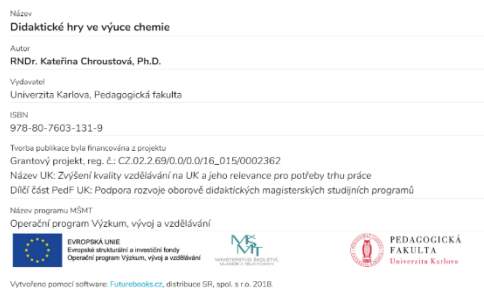 Název
Didaktické hry ve výuce chemie
Autor
RNDr. Kateřina Chroustová, Ph.D.
Vydavatel
Univerzita Karlova, Pedagogická fakulta
ISBN
978-80-7603-131-9
Tvorba publikace byla financována z projektu
Grantový projekt, reg. č.: CZ.02.2.69/0.0/0.0/16_015/0002362
Název UK: Zvýšení kvality vzdělávání na UK a jeho relevance pro potřeby trhu práce
Dílčí část PedF UK: Podpora rozvoje oborově didaktických magisterských studijních programů
Název programu MŠMT
Operační program Výzkum, vývoj a vzdělávání
EVROPSKÁ UNIE
Evropské strukturální a investiční fondy
Operační program Výzkum, vývoj a vzdělávání
MŠMT
MINISTERSTVO ŠKOLSTVÍ,
MLÁDEŽE A TĚLOVÝCHOVY
PEDAGOGICKÁ
FAKULTA
Univerzita Karlova
Vytvořeno pomocí software: Futurebooks.cz, distribuce SR, spol. s r.o. 2018.